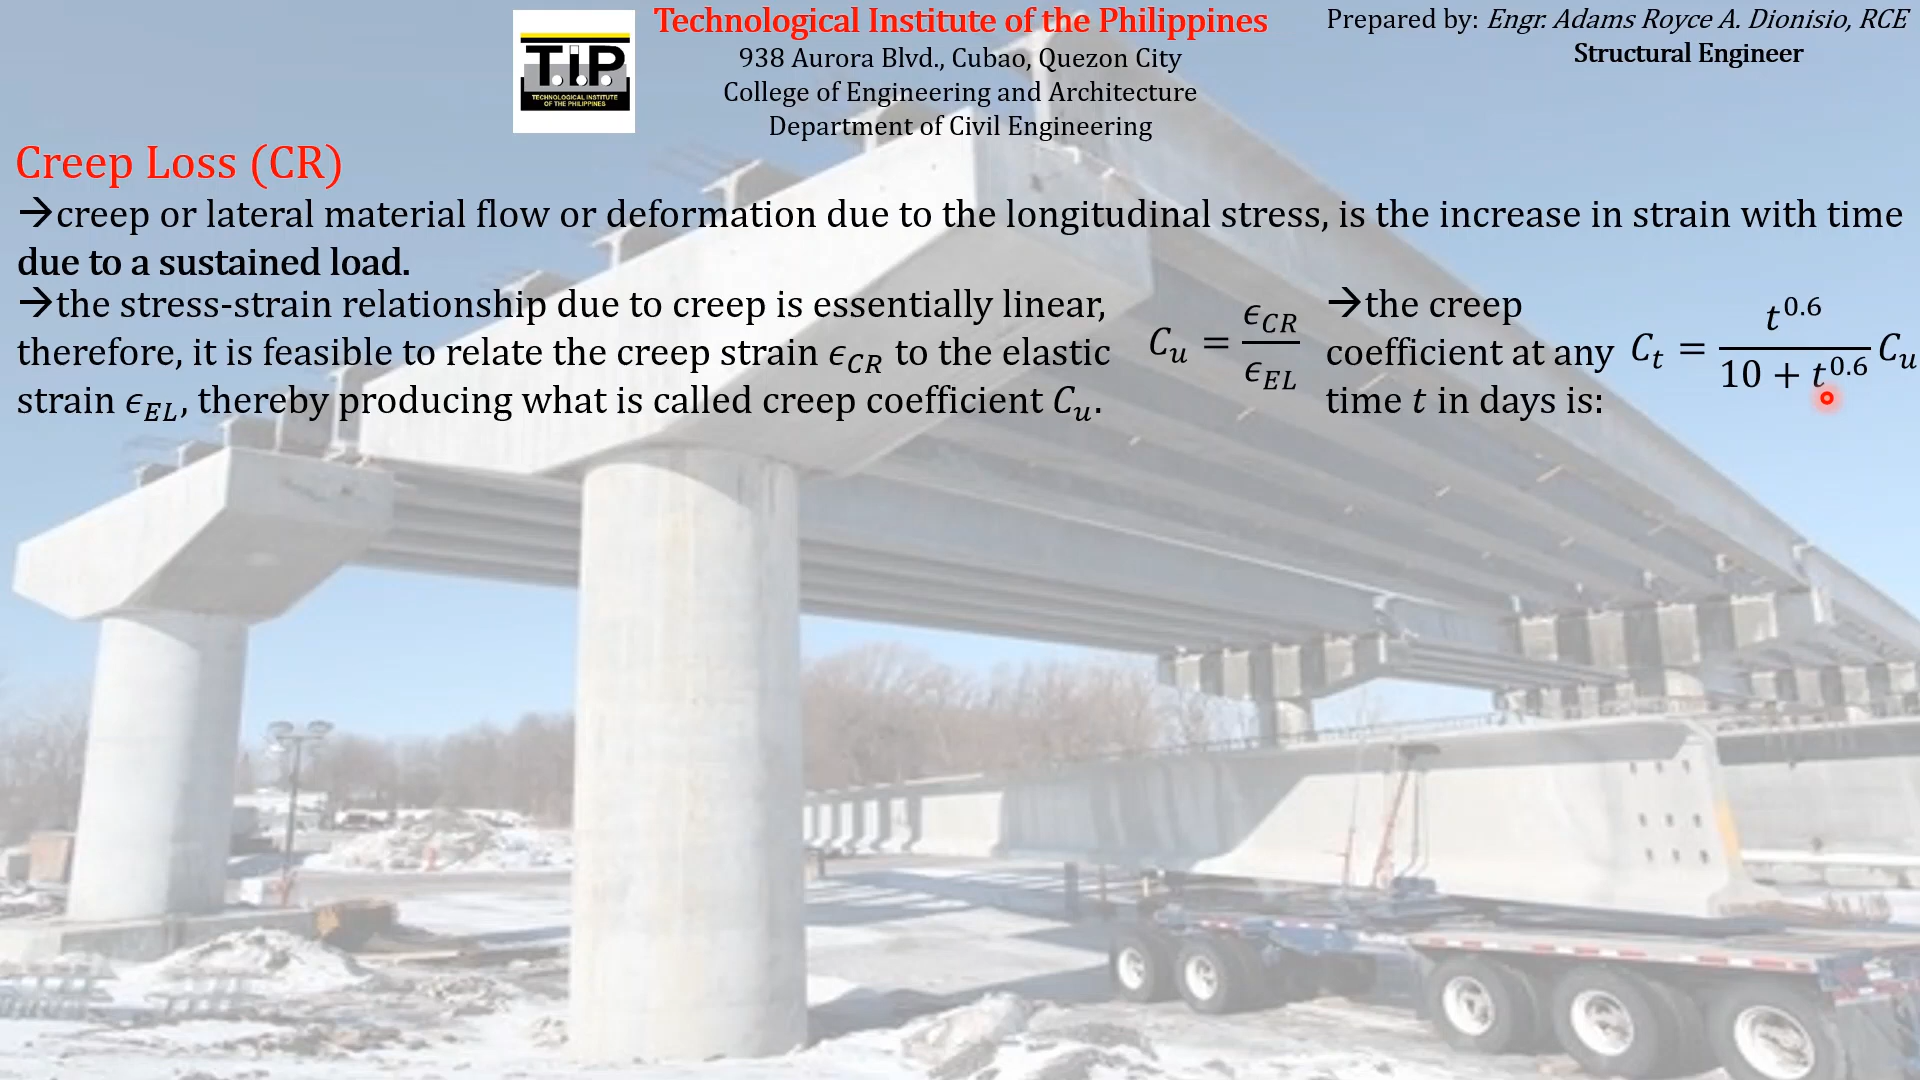 Technological Institute of the Philippines
938 Aurora Blvd., Cubao, Quezon City
College of Engineering and Architecture
Department of Civil Engineering
Prepared by: Engr. Adams Royce A. Dionisio, RCE
Structural Engineer
T.I.P.
TECHNOLOGICAL INSTITUTE
OF THE PHILIPPINES
Creep Loss (CR)
→creep or lateral material flow or deformation due to the longitudinal stress, is the increase in strain with time
due to a sustained load.
→the stress-strain relationship due to creep is essentially linear,
therefore, it is feasible to relate the creep strain ϵ_CR to the elastic
strain ϵ_EL, thereby producing what is called creep coefficient C_u.
C_u = ϵ_CR / ϵ_EL
→the creep
coefficient at any
time t in days is:
C_t = t^0.6 / (10 + t^0.6) C_u